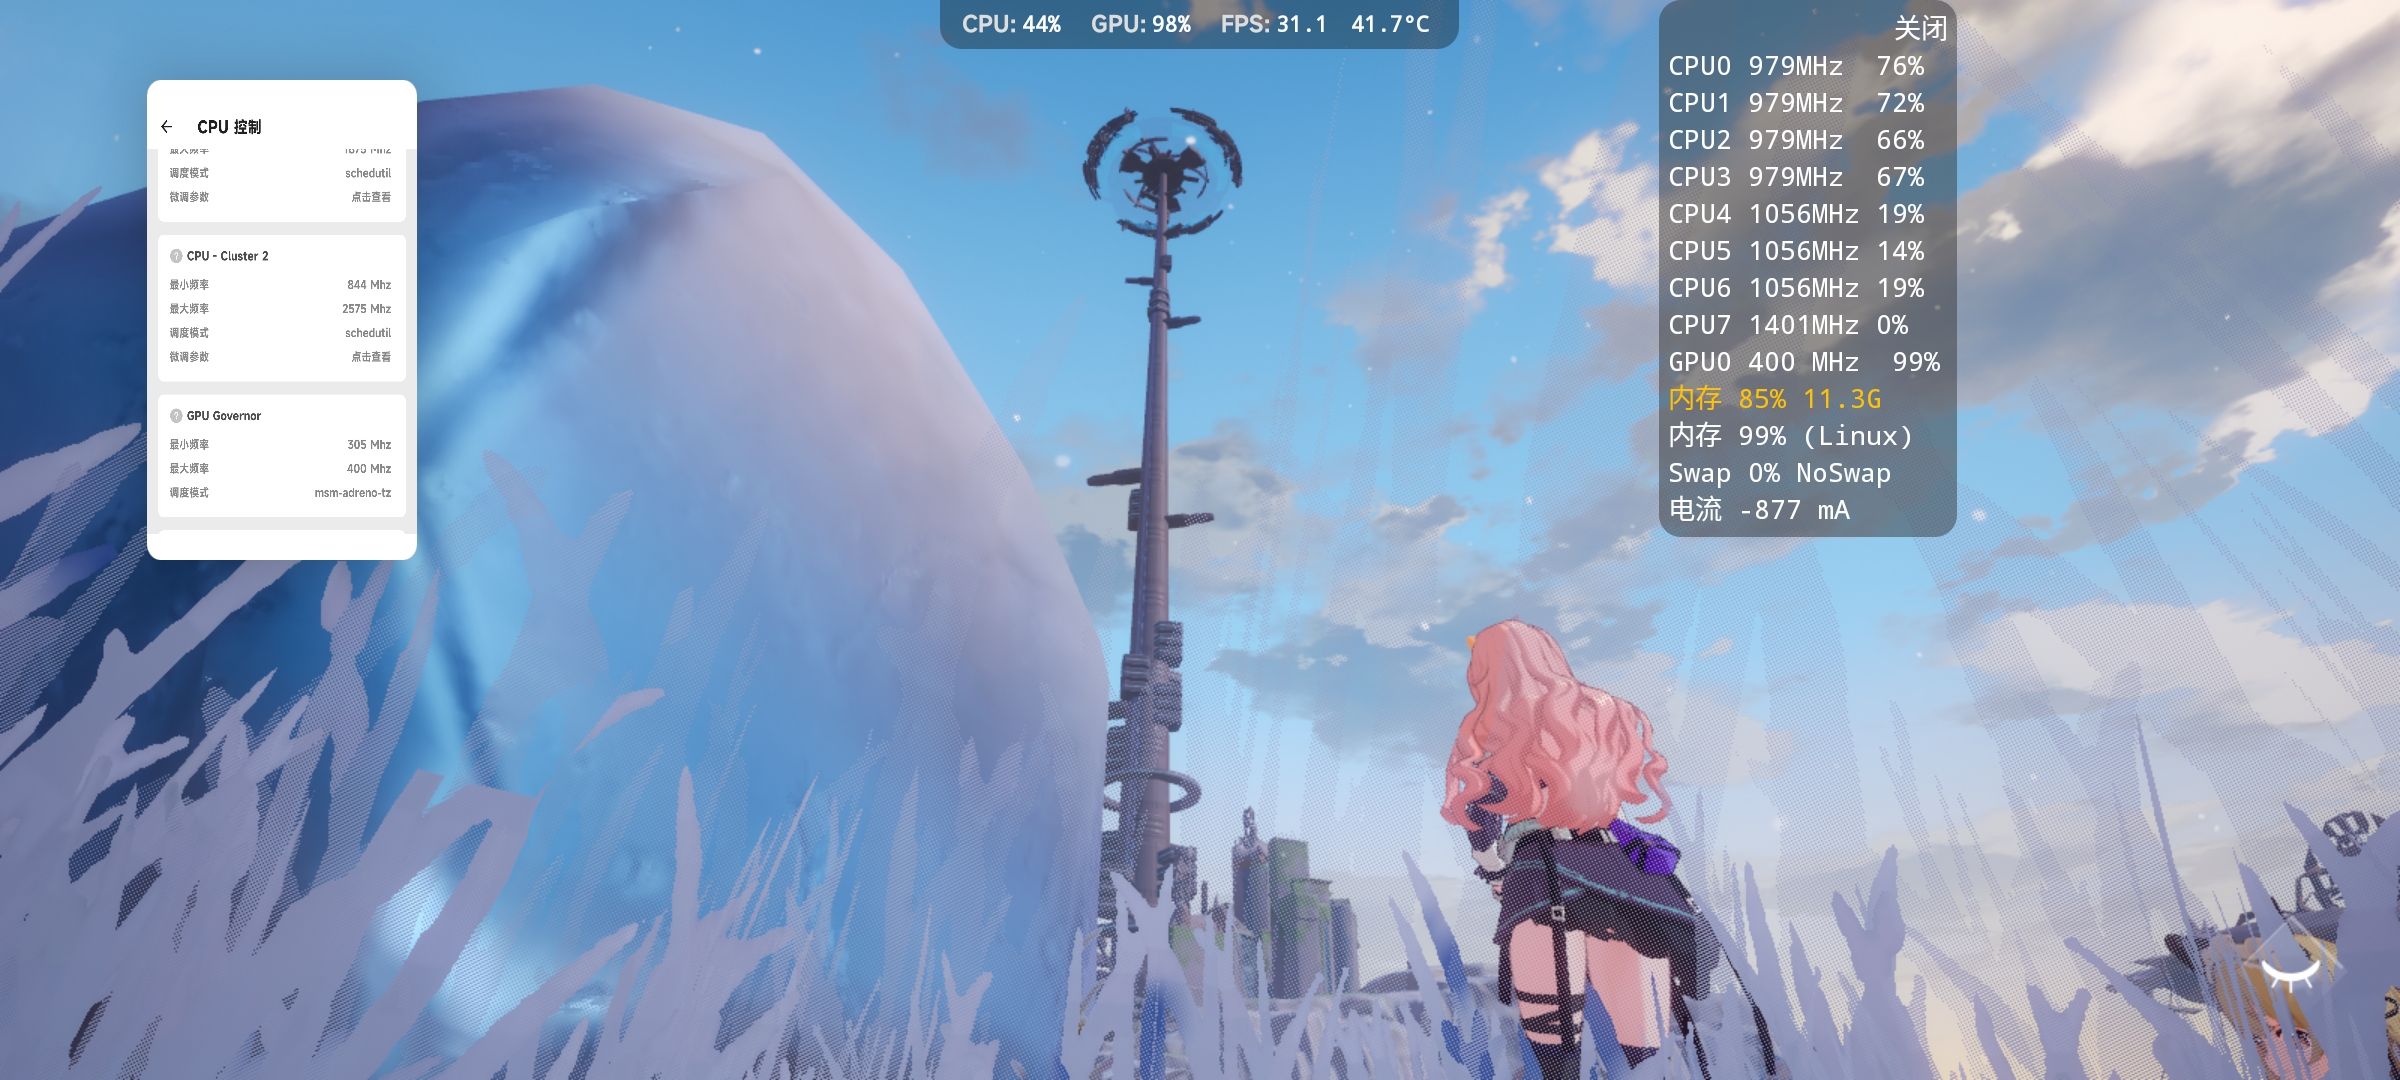 CPU: 44% GPU: 98% FPS: 31.1 41.7°C
← CPU 控制
最大频率 1875 Mhz
调度模式 schedutil
微调参数 点击查看
? CPU - Cluster 2
最小频率 844 Mhz
最大频率 2575 Mhz
调度模式 schedutil
微调参数 点击查看
? GPU Governor
最小频率 305 Mhz
最大频率 400 Mhz
调度模式 msm-adreno-tz
关闭
CPU0 979MHz 76%
CPU1 979MHz 72%
CPU2 979MHz 66%
CPU3 979MHz 67%
CPU4 1056MHz 19%
CPU5 1056MHz 14%
CPU6 1056MHz 19%
CPU7 1401MHz 0%
GPU0 400 MHz 99%
内存 85% 11.3G
内存 99% (Linux)
Swap 0% NoSwap
电流 -877 mA